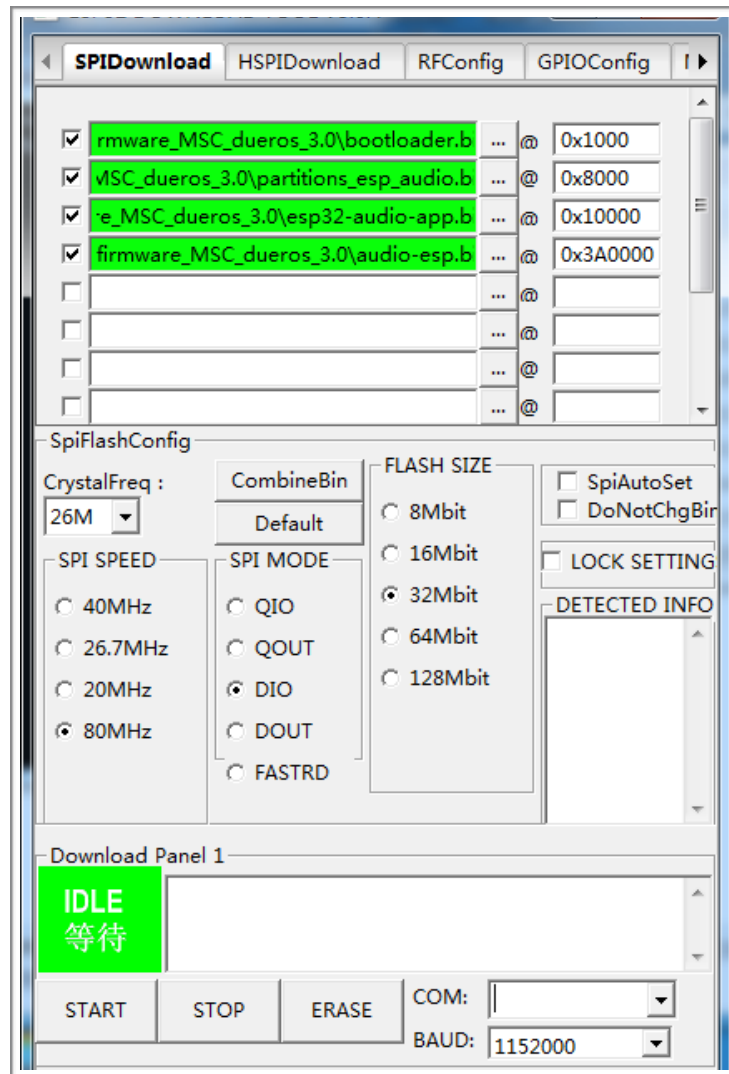 SPIDownload HSPIDownload RFConfig GPIOConfig
rmware_MSC_dueros_3.0\bootloader.b ... @ 0x1000
MSC_dueros_3.0\partitions_esp_audio.b ... @ 0x8000
e_MSC_dueros_3.0\esp32-audio-app.b ... @ 0x10000
firmware_MSC_dueros_3.0\audio-esp.b ... @ 0x3A0000
... @
... @
... @
... @
SpiFlashConfig
CrystalFreq :
26M
CombineBin
Default
SPI SPEED
40MHz
26.7MHz
20MHz
80MHz
SPI MODE
QIO
QOUT
DIO
DOUT
FASTRD
FLASH SIZE
8Mbit
16Mbit
32Mbit
64Mbit
128Mbit
SpiAutoSet
DoNotChgBin
LOCK SETTING
DETECTED INFO
Download Panel 1
IDLE
等待
START STOP ERASE
COM:
BAUD: 1152000